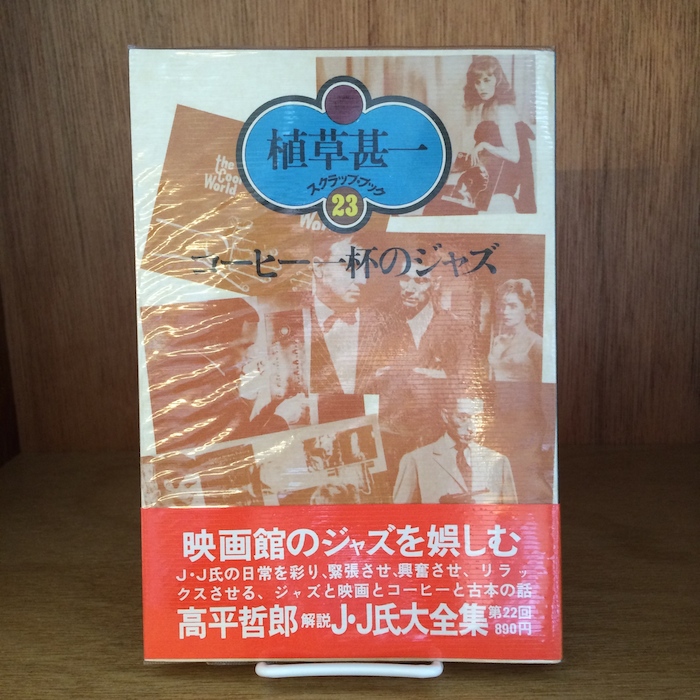 植草甚一
スクラップ・ブック
23
コーヒー一杯のジャズ
the
Cool
World
映画館のジャズを娯しむ
J・J氏の日常を彩り、緊張させ、興奮させ、リラッ
クスさせる、ジャズと映画とコーヒーと古本の話
高平哲郎 解説 J・J氏大全集 第22回
890円